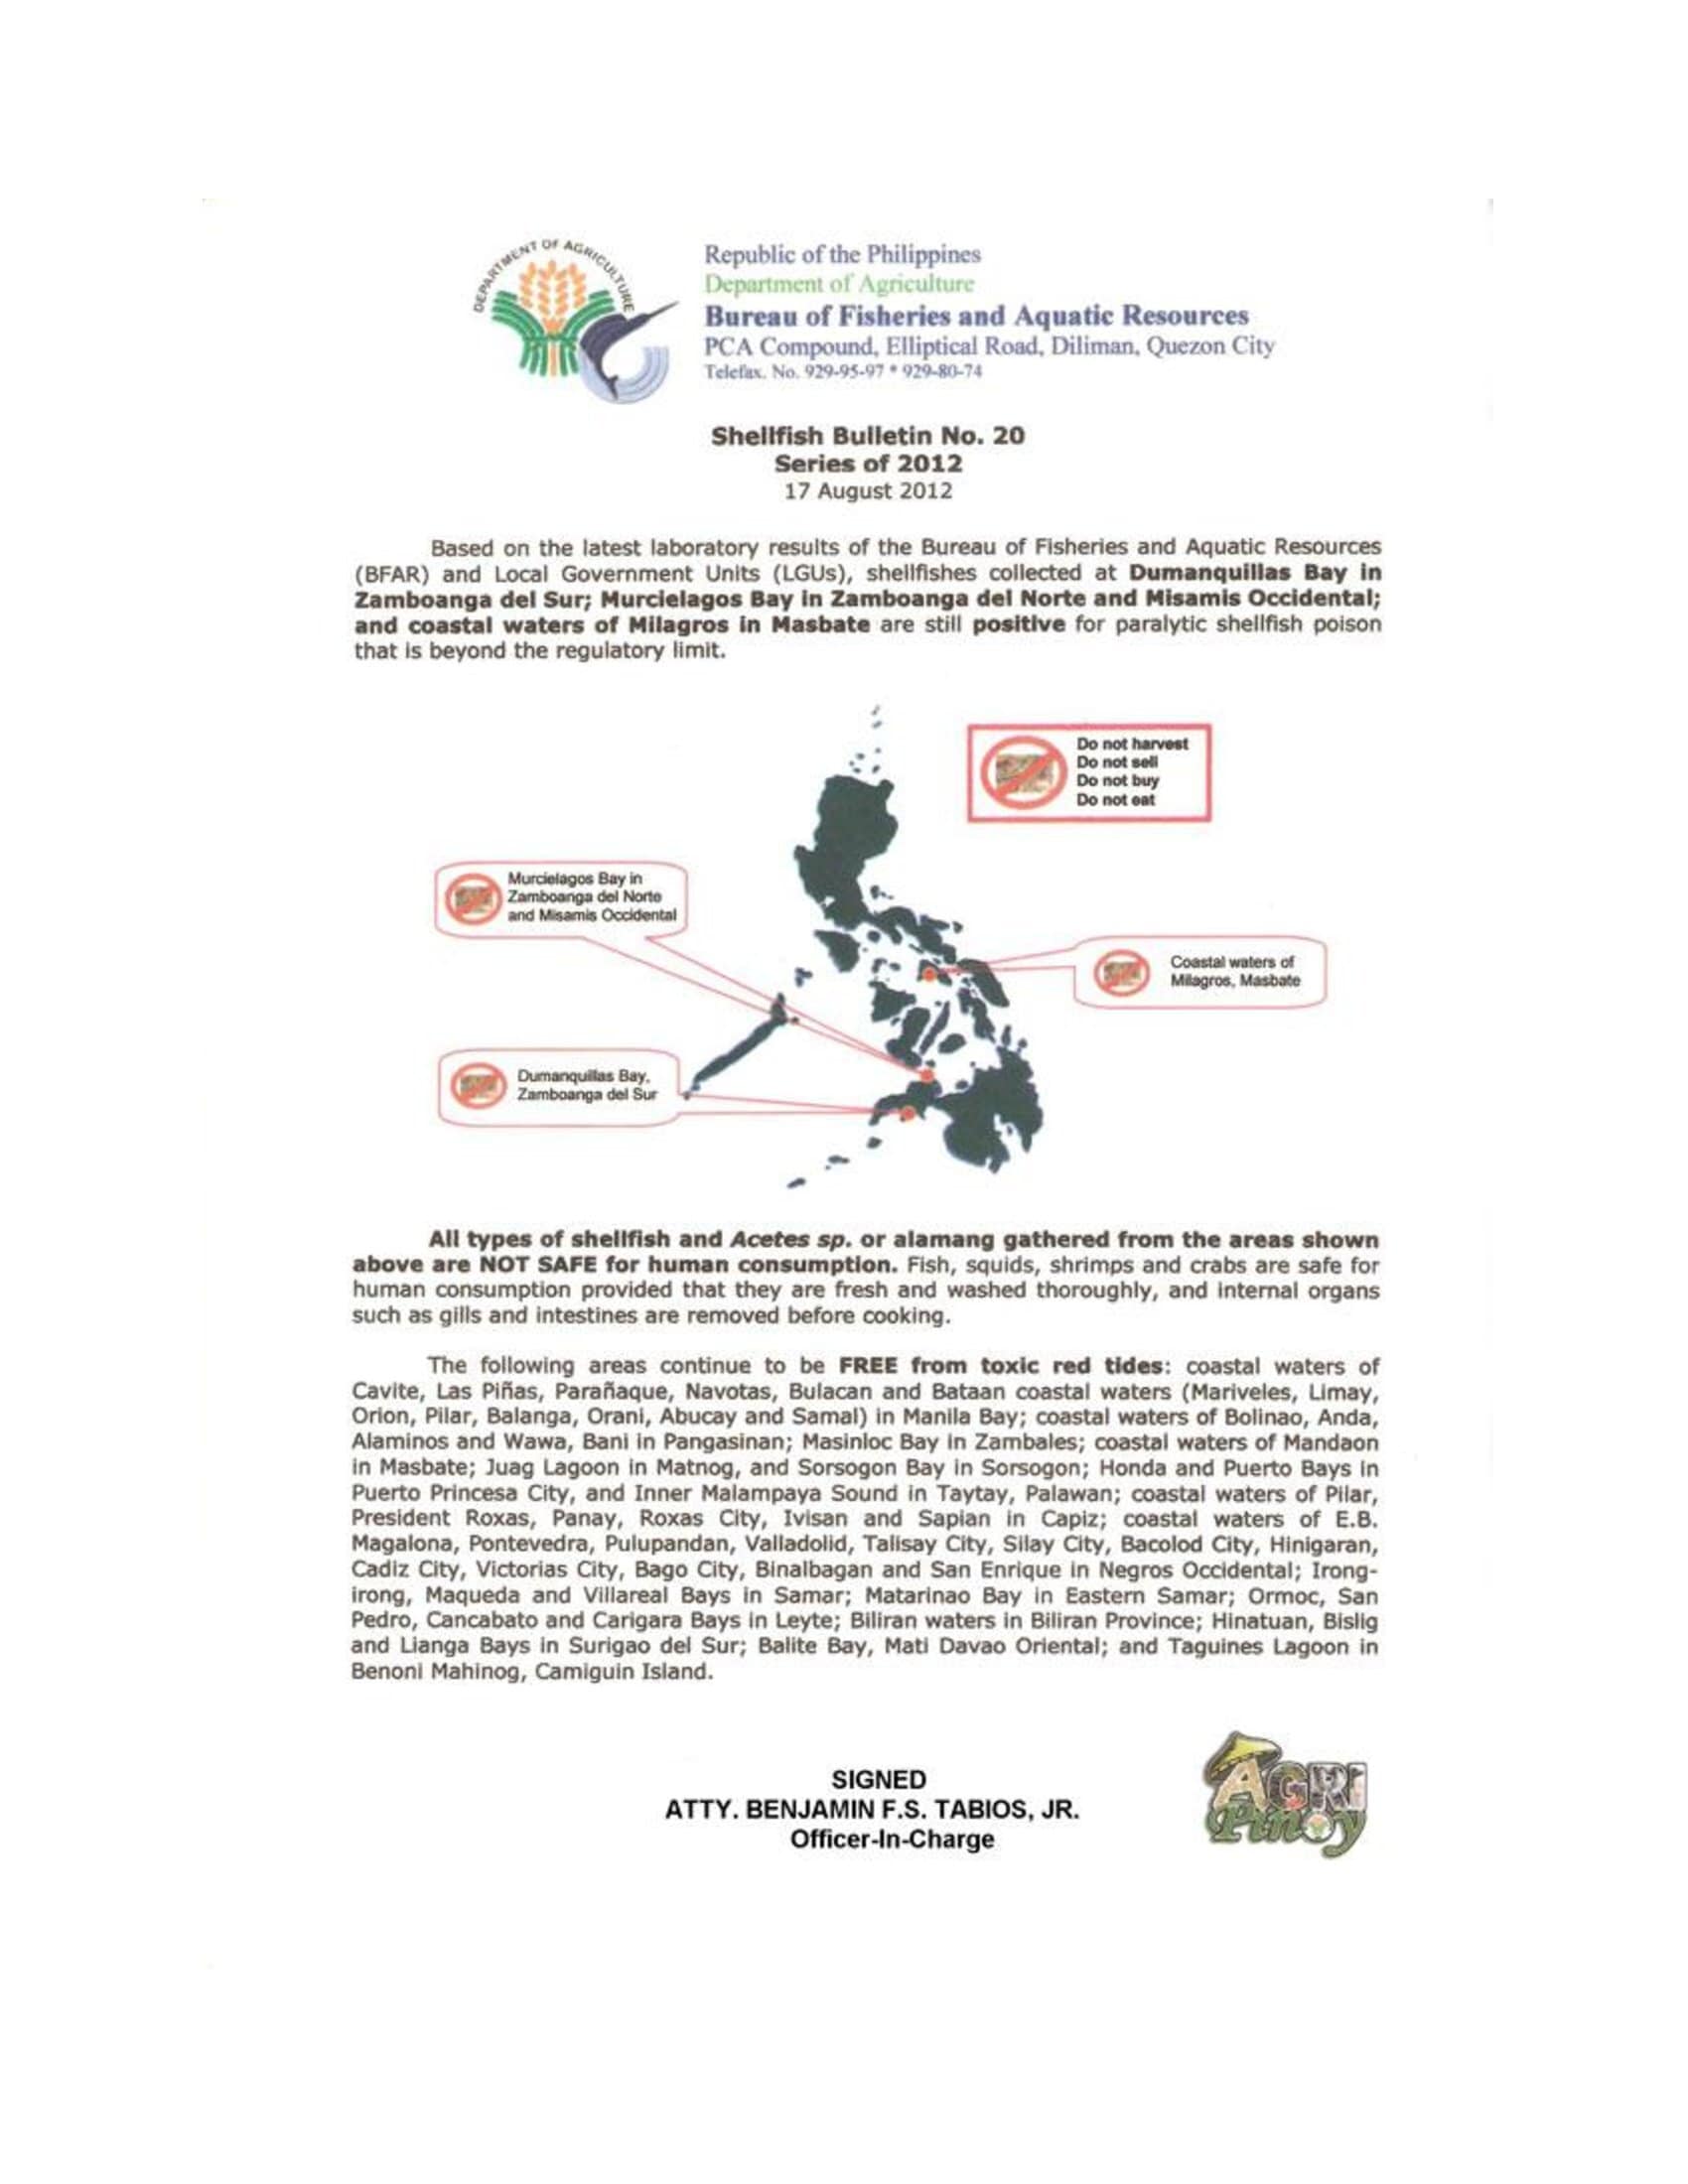 DEPARTMENT OF AGRICULTURE
Republic of the Philippines
Department of Agriculture
Bureau of Fisheries and Aquatic Resources
PCA Compound, Elliptical Road, Diliman, Quezon City
Telefax. No. 929-95-97 * 929-80-74
Shellfish Bulletin No. 20
Series of 2012
17 August 2012
Based on the latest laboratory results of the Bureau of Fisheries and Aquatic Resources
(BFAR) and Local Government Units (LGUs), shellfishes collected at Dumanquillas Bay in
Zamboanga del Sur; Murcielagos Bay in Zamboanga del Norte and Misamis Occidental;
and coastal waters of Milagros in Masbate are still positive for paralytic shellfish poison
that is beyond the regulatory limit.
Do not harvest
Do not sell
Do not buy
Do not eat
Murcielagos Bay in
Zamboanga del Norte
and Misamis Occidental
Coastal waters of
Milagros, Masbate
Dumanquillas Bay,
Zamboanga del Sur
All types of shellfish and Acetes sp. or alamang gathered from the areas shown
above are NOT SAFE for human consumption. Fish, squids, shrimps and crabs are safe for
human consumption provided that they are fresh and washed thoroughly, and internal organs
such as gills and intestines are removed before cooking.
The following areas continue to be FREE from toxic red tides: coastal waters of
Cavite, Las Piñas, Parañaque, Navotas, Bulacan and Bataan coastal waters (Mariveles, Limay,
Orion, Pilar, Balanga, Orani, Abucay and Samal) in Manila Bay; coastal waters of Bolinao, Anda,
Alaminos and Wawa, Bani in Pangasinan; Masinloc Bay in Zambales; coastal waters of Mandaon
in Masbate; Juag Lagoon in Matnog, and Sorsogon Bay in Sorsogon; Honda and Puerto Bays in
Puerto Princesa City, and Inner Malampaya Sound in Taytay, Palawan; coastal waters of Pilar,
President Roxas, Panay, Roxas City, Ivisan and Sapian in Capiz; coastal waters of E.B.
Magalona, Pontevedra, Pulupandan, Valladolid, Talisay City, Silay City, Bacolod City, Hinigaran,
Cadiz City, Victorias City, Bago City, Binalbagan and San Enrique in Negros Occidental; Irong-
irong, Maqueda and Villareal Bays in Samar; Matarinao Bay in Eastern Samar; Ormoc, San
Pedro, Cancabato and Carigara Bays in Leyte; Biliran waters in Biliran Province; Hinatuan, Bislig
and Lianga Bays in Surigao del Sur; Balite Bay, Mati Davao Oriental; and Taguines Lagoon in
Benoni Mahinog, Camiguin Island.
SIGNED
ATTY. BENJAMIN F.S. TABIOS, JR.
Officer-In-Charge
AGRI
Pinoy